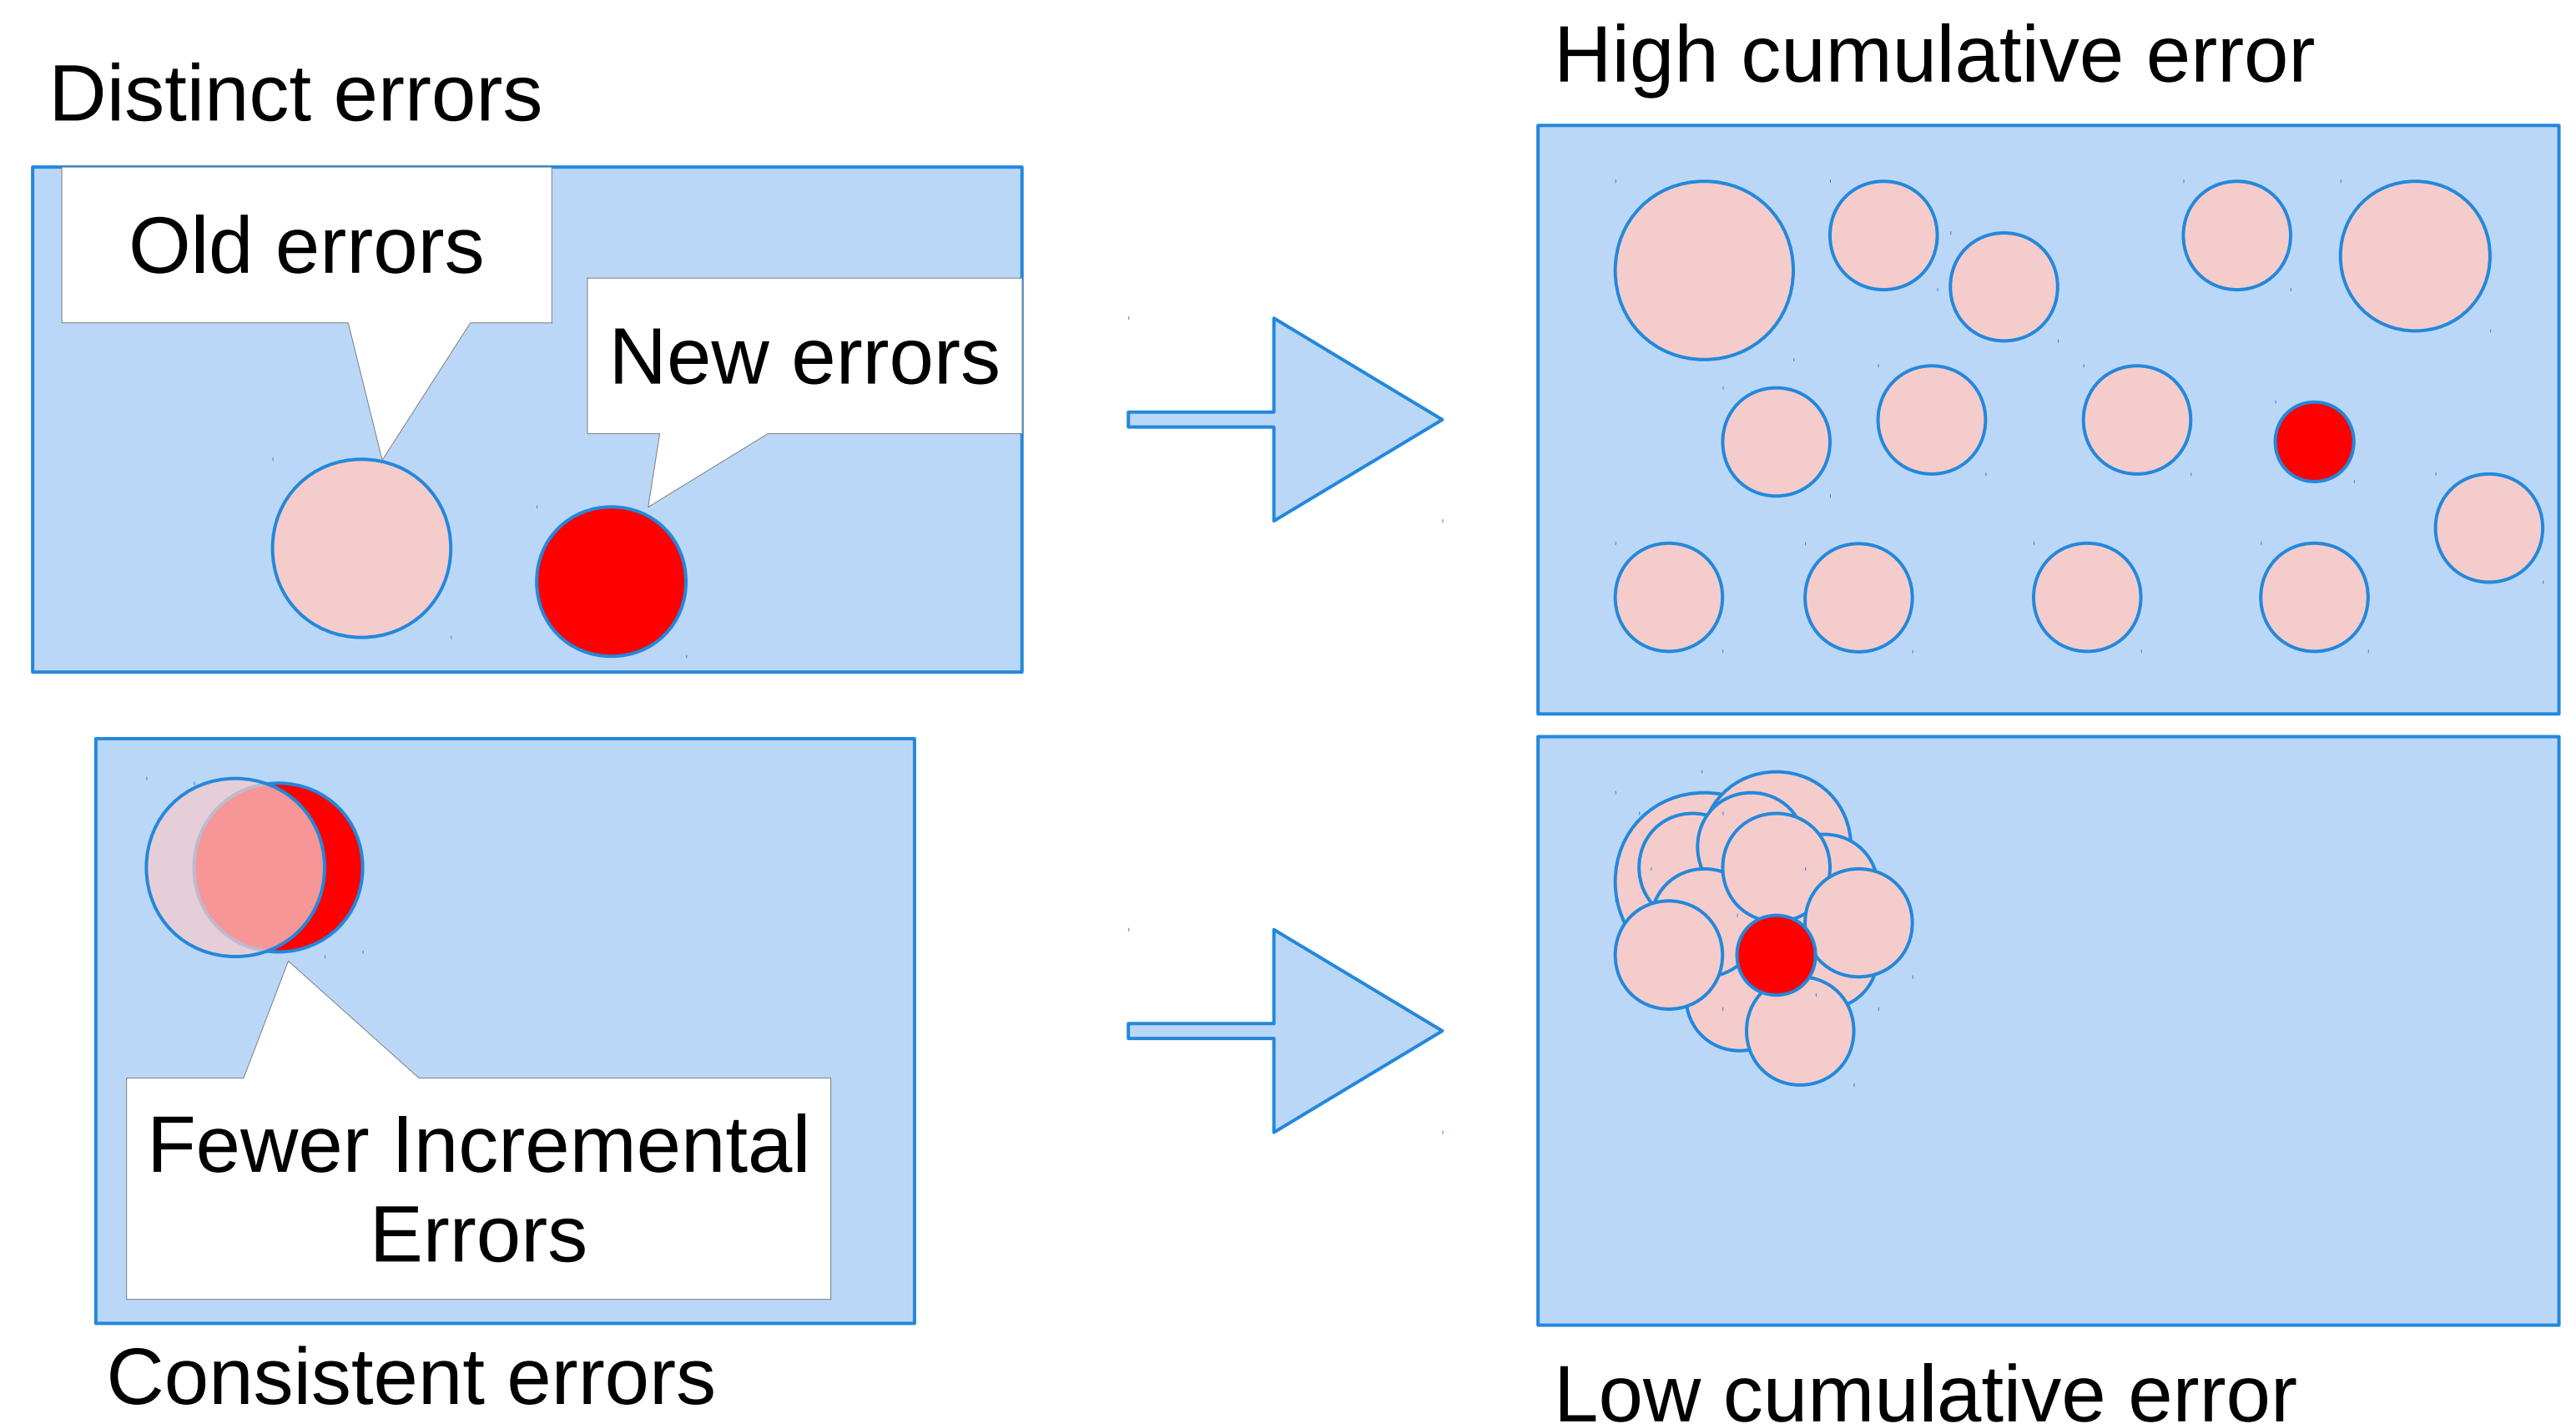 Distinct errors
High cumulative error
Old errors
New errors
Fewer Incremental
Errors
Consistent errors
Low cumulative error